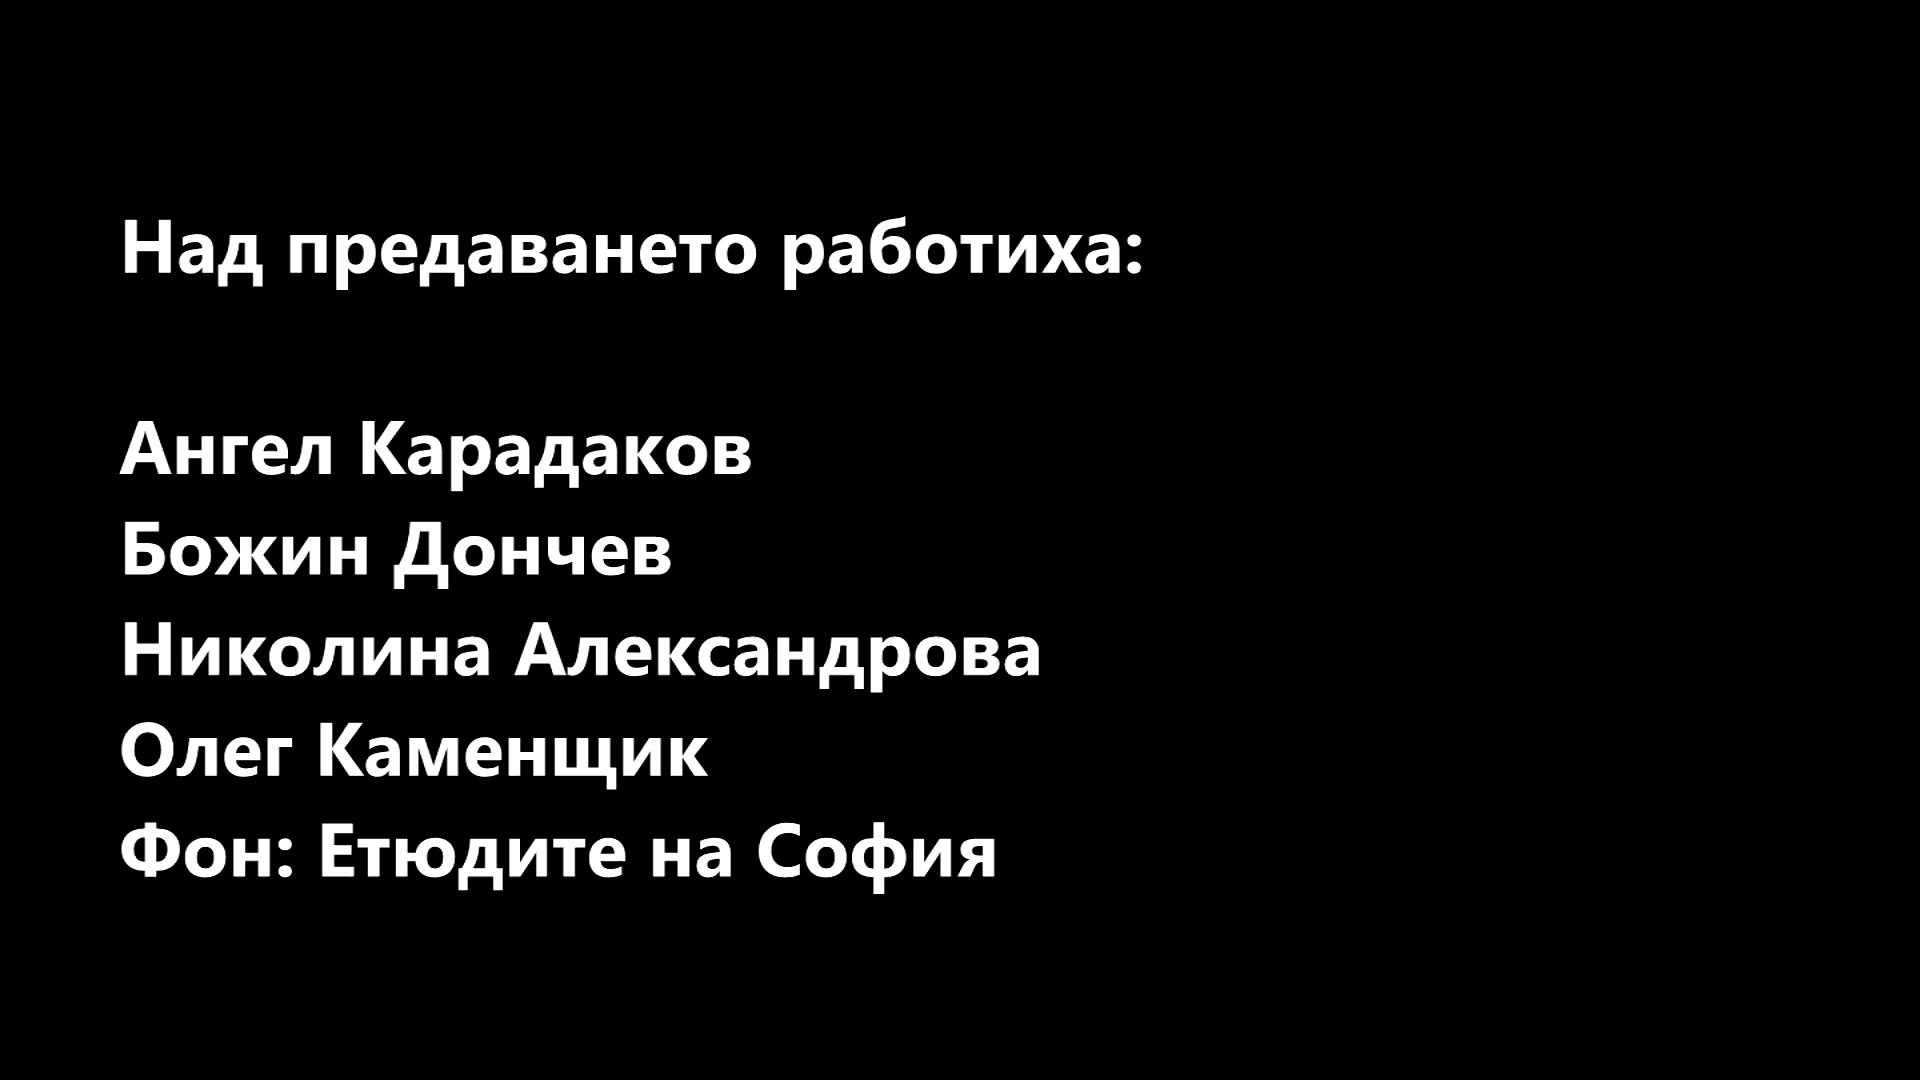 Над предаването работиха:
Ангел Карадаков
Божин Дончев
Николина Александрова
Олег Каменщик
Фон: Етюдите на София